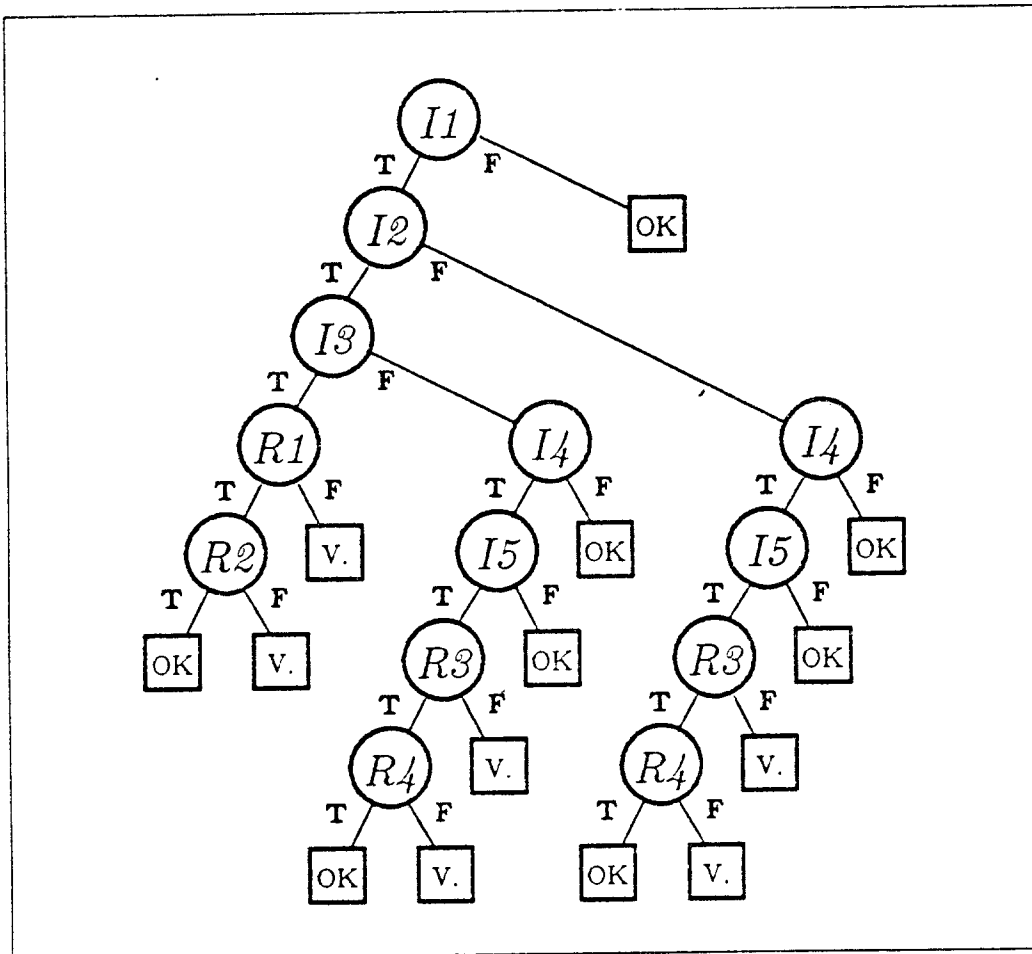 I1
T F
OK
I2
T F
I3
T F
R1 I4 I4
T F T F T F
R2 V. I5 OK I5 OK
T F T F T F
OK V. R3 OK R3 OK
T F T F
R4 V. R4 V.
T F T F
OK V. OK V.